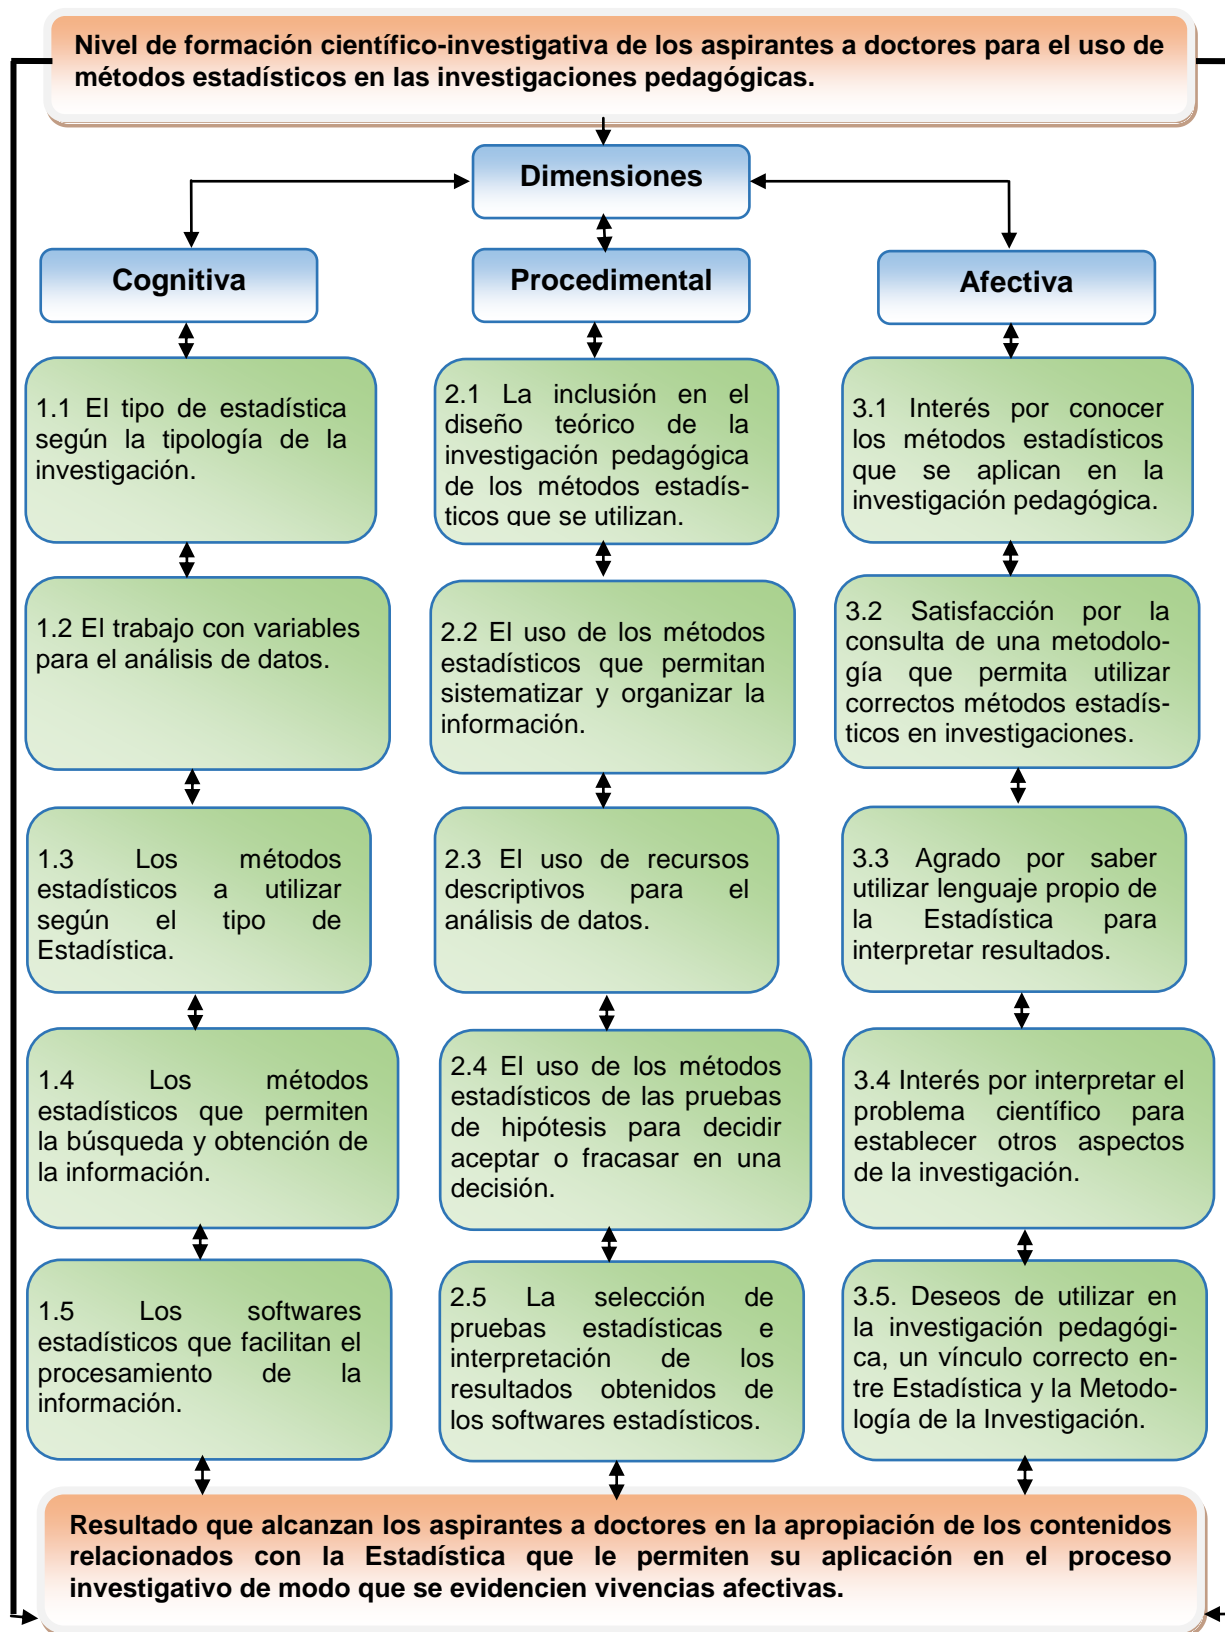 Nivel de formación científico-investigativa de los aspirantes a doctores para el uso de
métodos estadísticos en las investigaciones pedagógicas.
Dimensiones
Cognitiva
Procedimental
Afectiva
1.1 El tipo de estadística
según la tipología de la
investigación.
2.1 La inclusión en el
diseño teórico de la
investigación pedagógica
de los métodos estadís-
ticos que se utilizan.
3.1 Interés por conocer
los métodos estadísticos
que se aplican en la
investigación pedagógica.
1.2 El trabajo con variables
para el análisis de datos.
2.2 El uso de los métodos
estadísticos que permitan
sistematizar y organizar la
información.
3.2 Satisfacción por la
consulta de una metodolo-
gía que permita utilizar
correctos métodos estadís-
ticos en investigaciones.
1.3 Los métodos
estadísticos a utilizar
según el tipo de
Estadística.
2.3 El uso de recursos
descriptivos para el
análisis de datos.
3.3 Agrado por saber
utilizar lenguaje propio de
la Estadística para
interpretar resultados.
1.4 Los métodos
estadísticos que permiten
la búsqueda y obtención de
la información.
2.4 El uso de los métodos
estadísticos de las pruebas
de hipótesis para decidir
aceptar o fracasar en una
decisión.
3.4 Interés por interpretar el
problema científico para
establecer otros aspectos
de la investigación.
1.5 Los softwares
estadísticos que facilitan el
procesamiento de la
información.
2.5 La selección de
pruebas estadísticas e
interpretación de los
resultados obtenidos de
los softwares estadísticos.
3.5. Deseos de utilizar en
la investigación pedagógi-
ca, un vínculo correcto en-
tre Estadística y la Metodo-
logía de la Investigación.
Resultado que alcanzan los aspirantes a doctores en la apropiación de los contenidos
relacionados con la Estadística que le permiten su aplicación en el proceso
investigativo de modo que se evidencien vivencias afectivas.